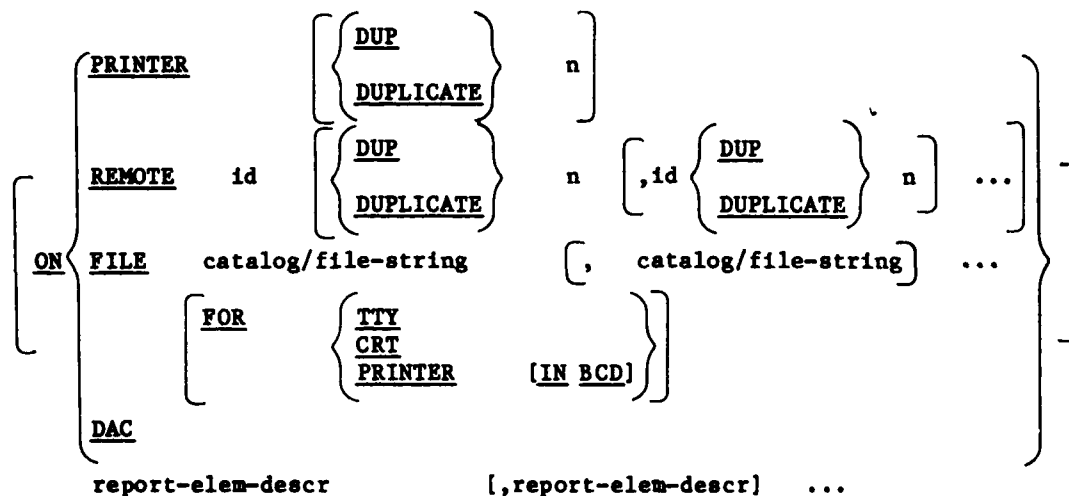 DUP
PRINTER n
DUPLICATE
DUP DUP
REMOTE id n ,id n ...
DUPLICATE DUPLICATE
ON FILE catalog/file-string [, catalog/file-string] ...
FOR TTY
CRT
PRINTER [IN BCD]
DAC
report-elem-descr [,report-elem-descr] ...